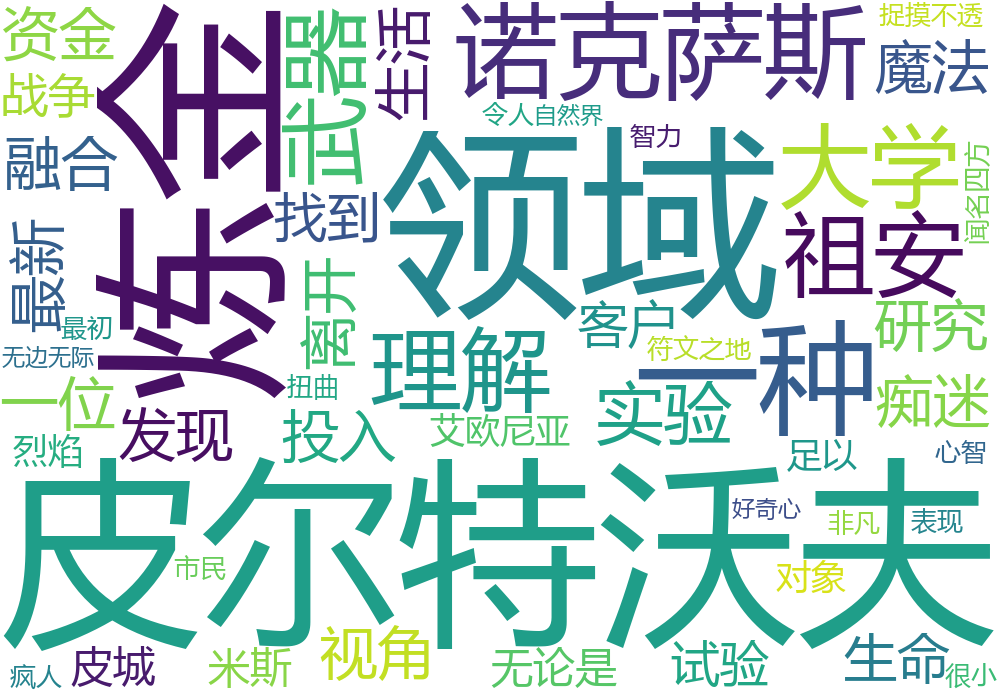 资金
炼金
武器
生活
诺克萨斯
捉摸不透
魔法
战争
令人自然界
智力
大学
闻名四方
融合
领域
找到
祖安
最新
离开
客户
研究
最初
理解
符文之地
一种
无边无际
扭曲
一位
发现
投入
艾欧尼亚
实验
痴迷
烈焰
足以
心智
皮尔特沃夫
好奇心
非凡
表现
市民
对象
疯人
皮城
米斯
视角
无论是
试验
生命
很小